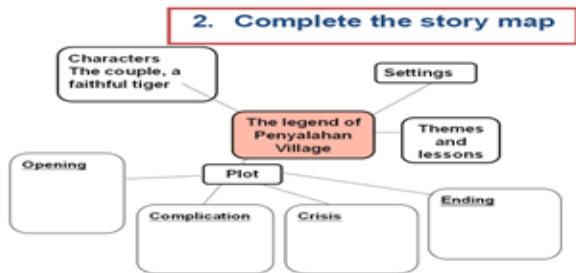 2. Complete the story map
Characters
The couple, a
faithful tiger
Settings
The legend of
Penyalahan
Village
Themes
and
lessons
Opening
Plot
Complication
Crisis
Ending